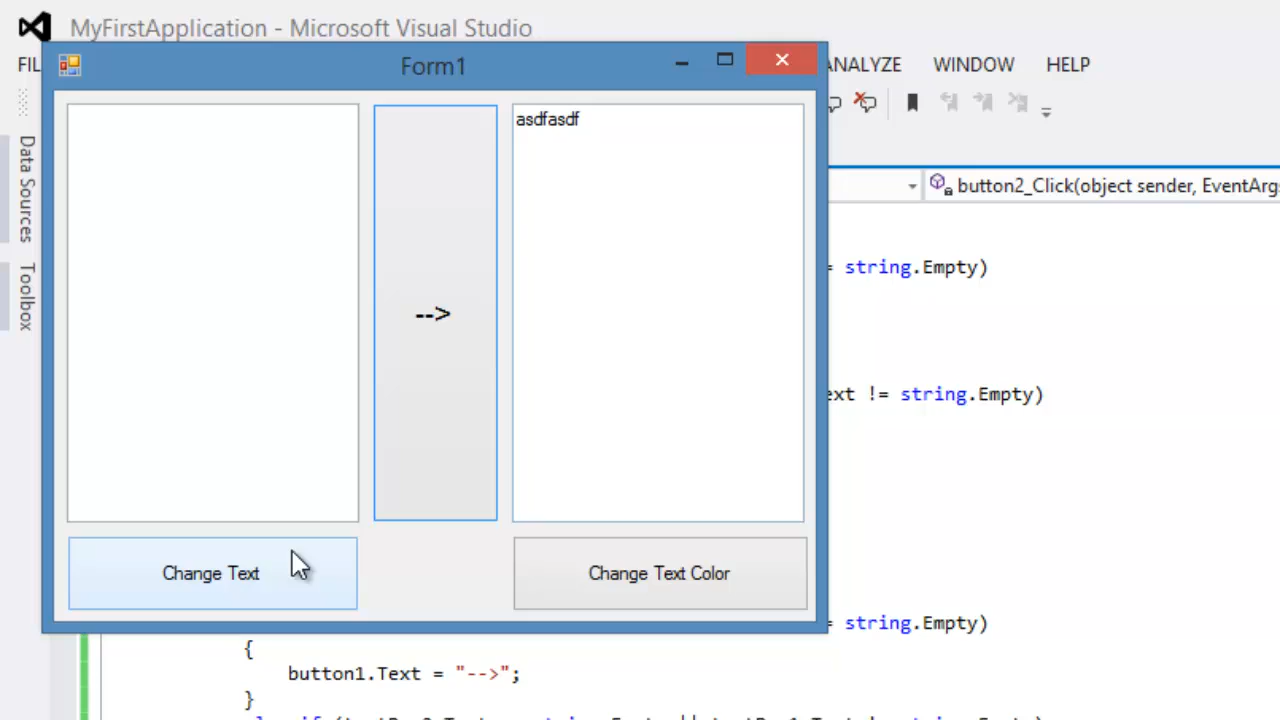 MyFirstApplication - Microsoft Visual Studio
Form1
FIL
ANALYZE WINDOW HELP
asdfasdf
Data Sources
Toolbox
button2_Click(object sender, EventArg
= string.Empty)
-->
ext != string.Empty)
Change Text
Change Text Color
= string.Empty)
{
button1.Text = "-->";
}